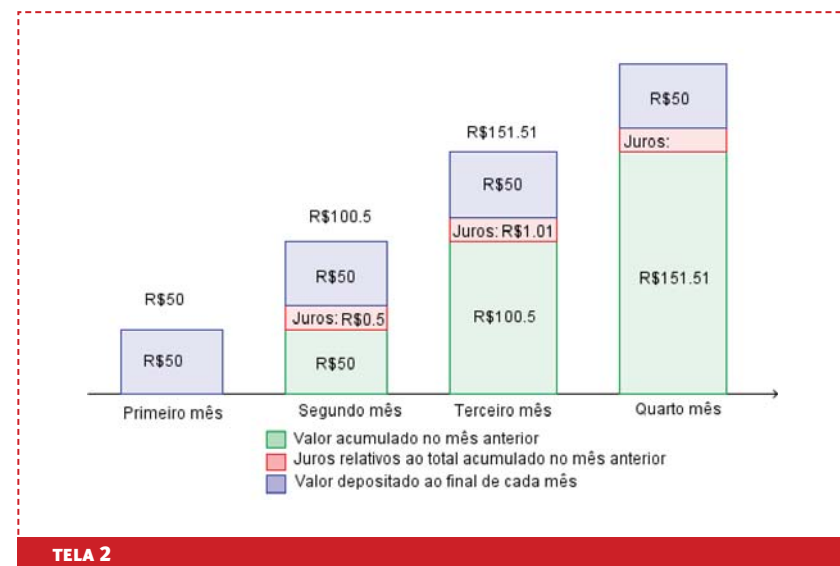 R$50
R$50
Primeiro mês
R$100.5
R$50
Juros: R$0.5
R$50
Segundo mês
R$151.51
R$50
Juros: R$1.01
R$100.5
Terceiro mês
R$50
Juros:
R$151.51
Quarto mês
Valor acumulado no mês anterior
Juros relativos ao total acumulado no mês anterior
Valor depositado ao final de cada mês
TELA 2